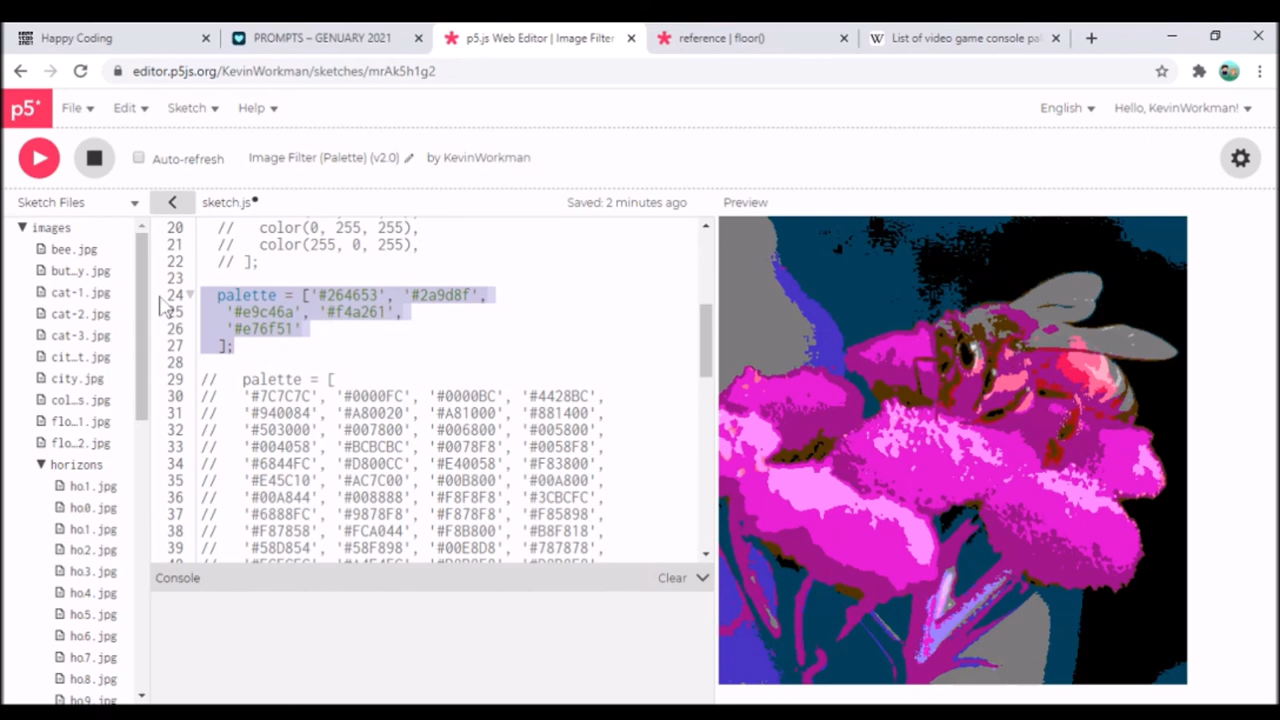 Happy Coding
PROMPTS – GENUARY 2021
p5.js Web Editor | Image Filter
reference | floor()
List of video game console pal
editor.p5js.org/KevinWorkman/sketches/mrAk5h1g2
p5*
File
Edit
Sketch
Help
English
Hello, KevinWorkman!
Auto-refresh
Image Filter (Palette) (v2.0)
by KevinWorkman
Sketch Files
sketch.js
Saved: 2 minutes ago
Preview
images
bee.jpg
but...y.jpg
cat-1.jpg
cat-2.jpg
cat-3.jpg
cit...t.jpg
city.jpg
col...s.jpg
flo...1.jpg
flo...2.jpg
horizons
ho.1.jpg
ho0.jpg
ho1.jpg
ho2.jpg
ho3.jpg
ho4.jpg
ho5.jpg
ho6.jpg
ho7.jpg
ho8.jpg
ho9.jpg
20 // color(0, 255, 255),
21 // color(255, 0, 255),
22 // ];
23
24 palette = ['#264653', '#2a9d8f',
25 '#e9c46a', '#f4a261',
26 '#e76f51'
27 ];
28
29 // palette = [
30 // '#7C7C7C', '#0000FC', '#0000BC', '#4428BC',
31 // '#940084', '#A80020', '#A81000', '#881400',
32 // '#503000', '#007800', '#006800', '#005800',
33 // '#004058', '#BCBCBC', '#0078F8', '#0058F8',
34 // '#6844FC', '#D800CC', '#E40058', '#F83800',
35 // '#E45C10', '#AC7C00', '#00B800', '#00A800',
36 // '#00A844', '#008888', '#F8F8F8', '#3CBCFC',
37 // '#6888FC', '#9878F8', '#F878F8', '#F85898',
38 // '#F87858', '#FCA044', '#F8B800', '#B8F818',
39 // '#58D854', '#58F898', '#00E8D8', '#787878',
Console
Clear